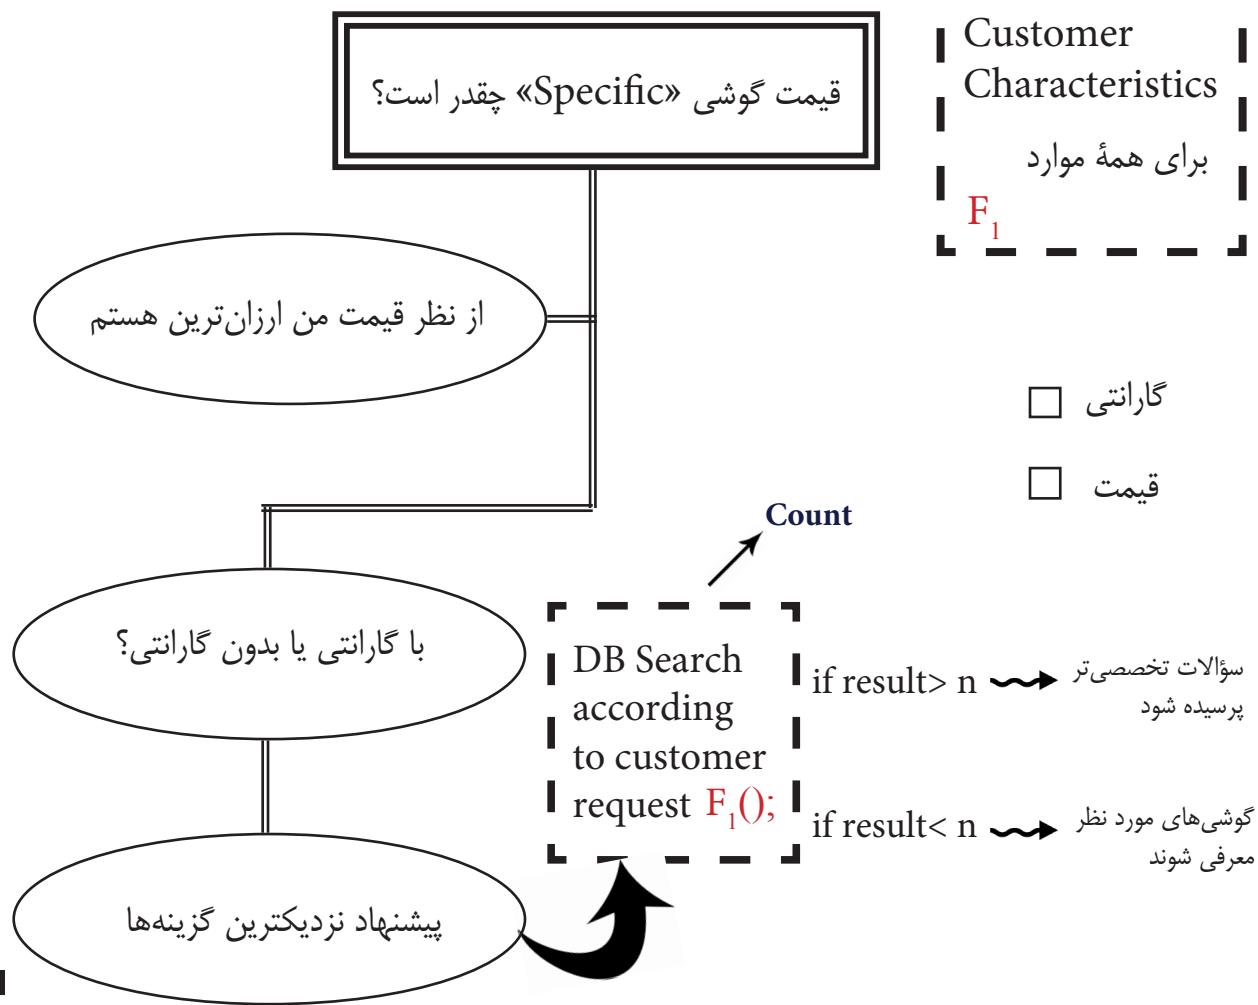 قیمت گوشی «Specific» چقدر است؟
Customer
Characteristics
برای همهٔ موارد
F₁
از نظر قیمت من ارزان‌ترین هستم
گارانتی
قیمت
Count
با گارانتی یا بدون گارانتی؟
DB Search
according
to customer
request F₁();
if result> n
سؤالات تخصصی‌تر
پرسیده شود
if result< n
گوشی‌های مورد نظر
معرفی شوند
پیشنهاد نزدیکترین گزینه‌ها